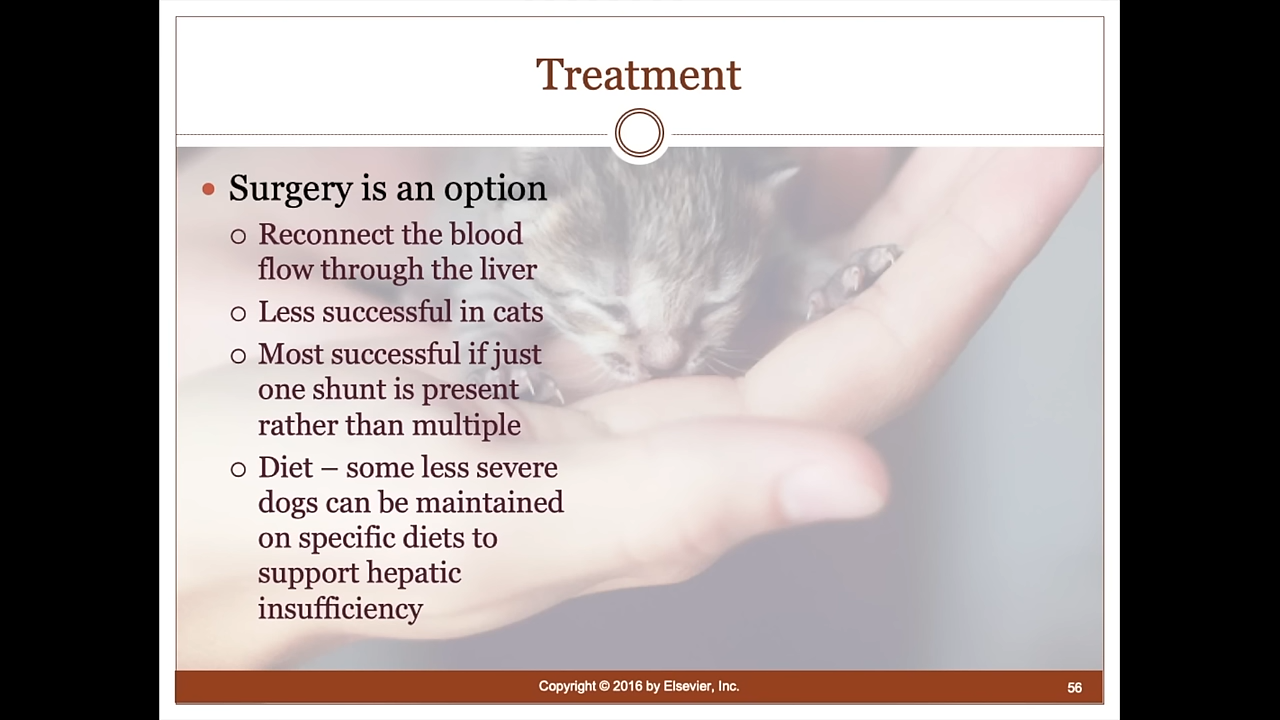 Treatment
Surgery is an option
Reconnect the blood
flow through the liver
Less successful in cats
Most successful if just
one shunt is present
rather than multiple
Diet – some less severe
dogs can be maintained
on specific diets to
support hepatic
insufficiency
Copyright © 2016 by Elsevier, Inc.
56